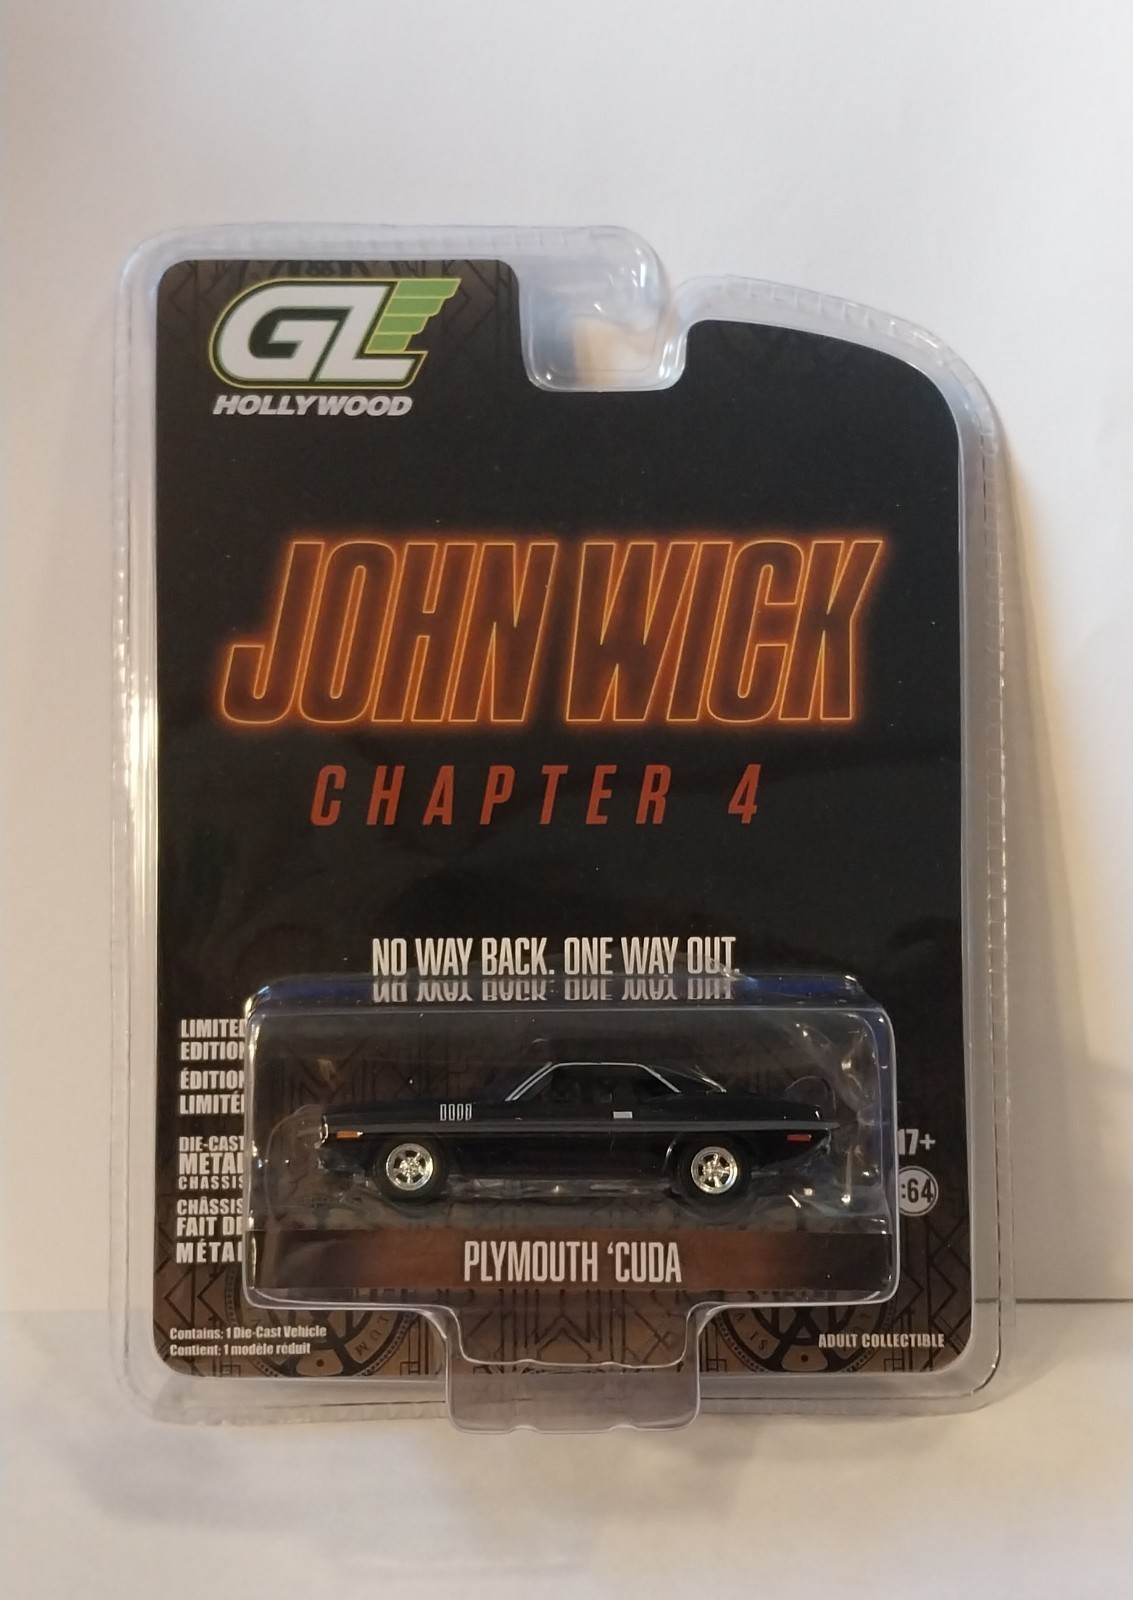 GL
HOLLYWOOD
JOHN WICK
CHAPTER 4
NO WAY BACK. ONE WAY OUT.
LIMITED
EDITION
ÉDITION
LIMITÉ
DIE-CAST
METAL
CHASSIS
CHÂSSIS
FAIT DE
MÉTAL
17+
:64
PLYMOUTH 'CUDA
Contains: 1 Die-Cast Vehicle
Contient: 1 modèle réduit
ADULT COLLECTIBLE